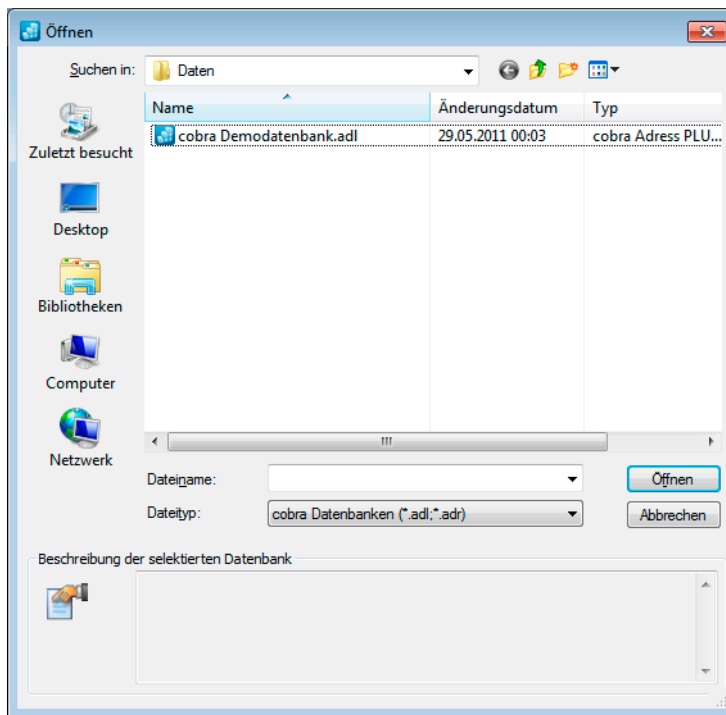 Öffnen
Suchen in: Daten
Name Änderungsdatum Typ
cobra Demodatenbank.adl 29.05.2011 00:03 cobra Adress PLU...
Zuletzt besucht
Desktop
Bibliotheken
Computer
Netzwerk
Dateiname: Öffnen
Dateityp: cobra Datenbanken (*.adl;*.adr) Abbrechen
Beschreibung der selektierten Datenbank